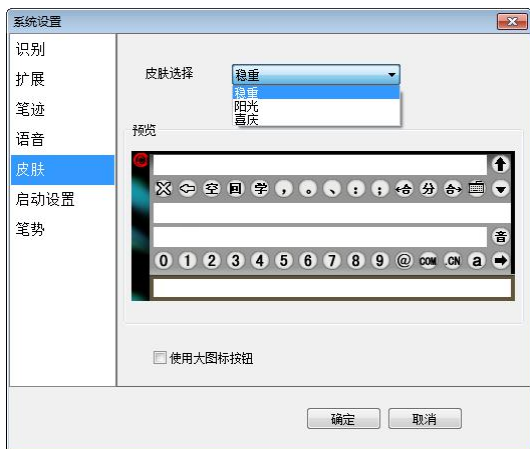 系统设置
识别
扩展
笔迹
语音
皮肤
启动设置
笔势
皮肤选择
稳重
稳重
阳光
喜庆
预览
空 回 学 , 。 、 : ; 合 分 合
音
0 1 2 3 4 5 6 7 8 9 @ COM .CN a
使用大图标按钮
确定 取消